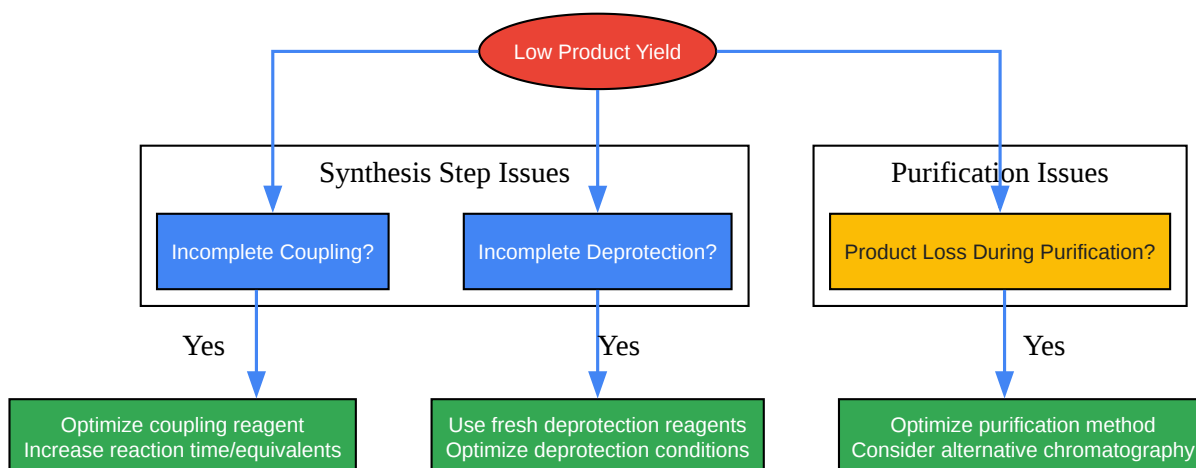 Low Product Yield
Synthesis Step Issues
Purification Issues
Incomplete Coupling?
Incomplete Deprotection?
Product Loss During Purification?
Yes
Yes
Yes
Optimize coupling reagent
Increase reaction time/equivalents
Use fresh deprotection reagents
Optimize deprotection conditions
Optimize purification method
Consider alternative chromatography